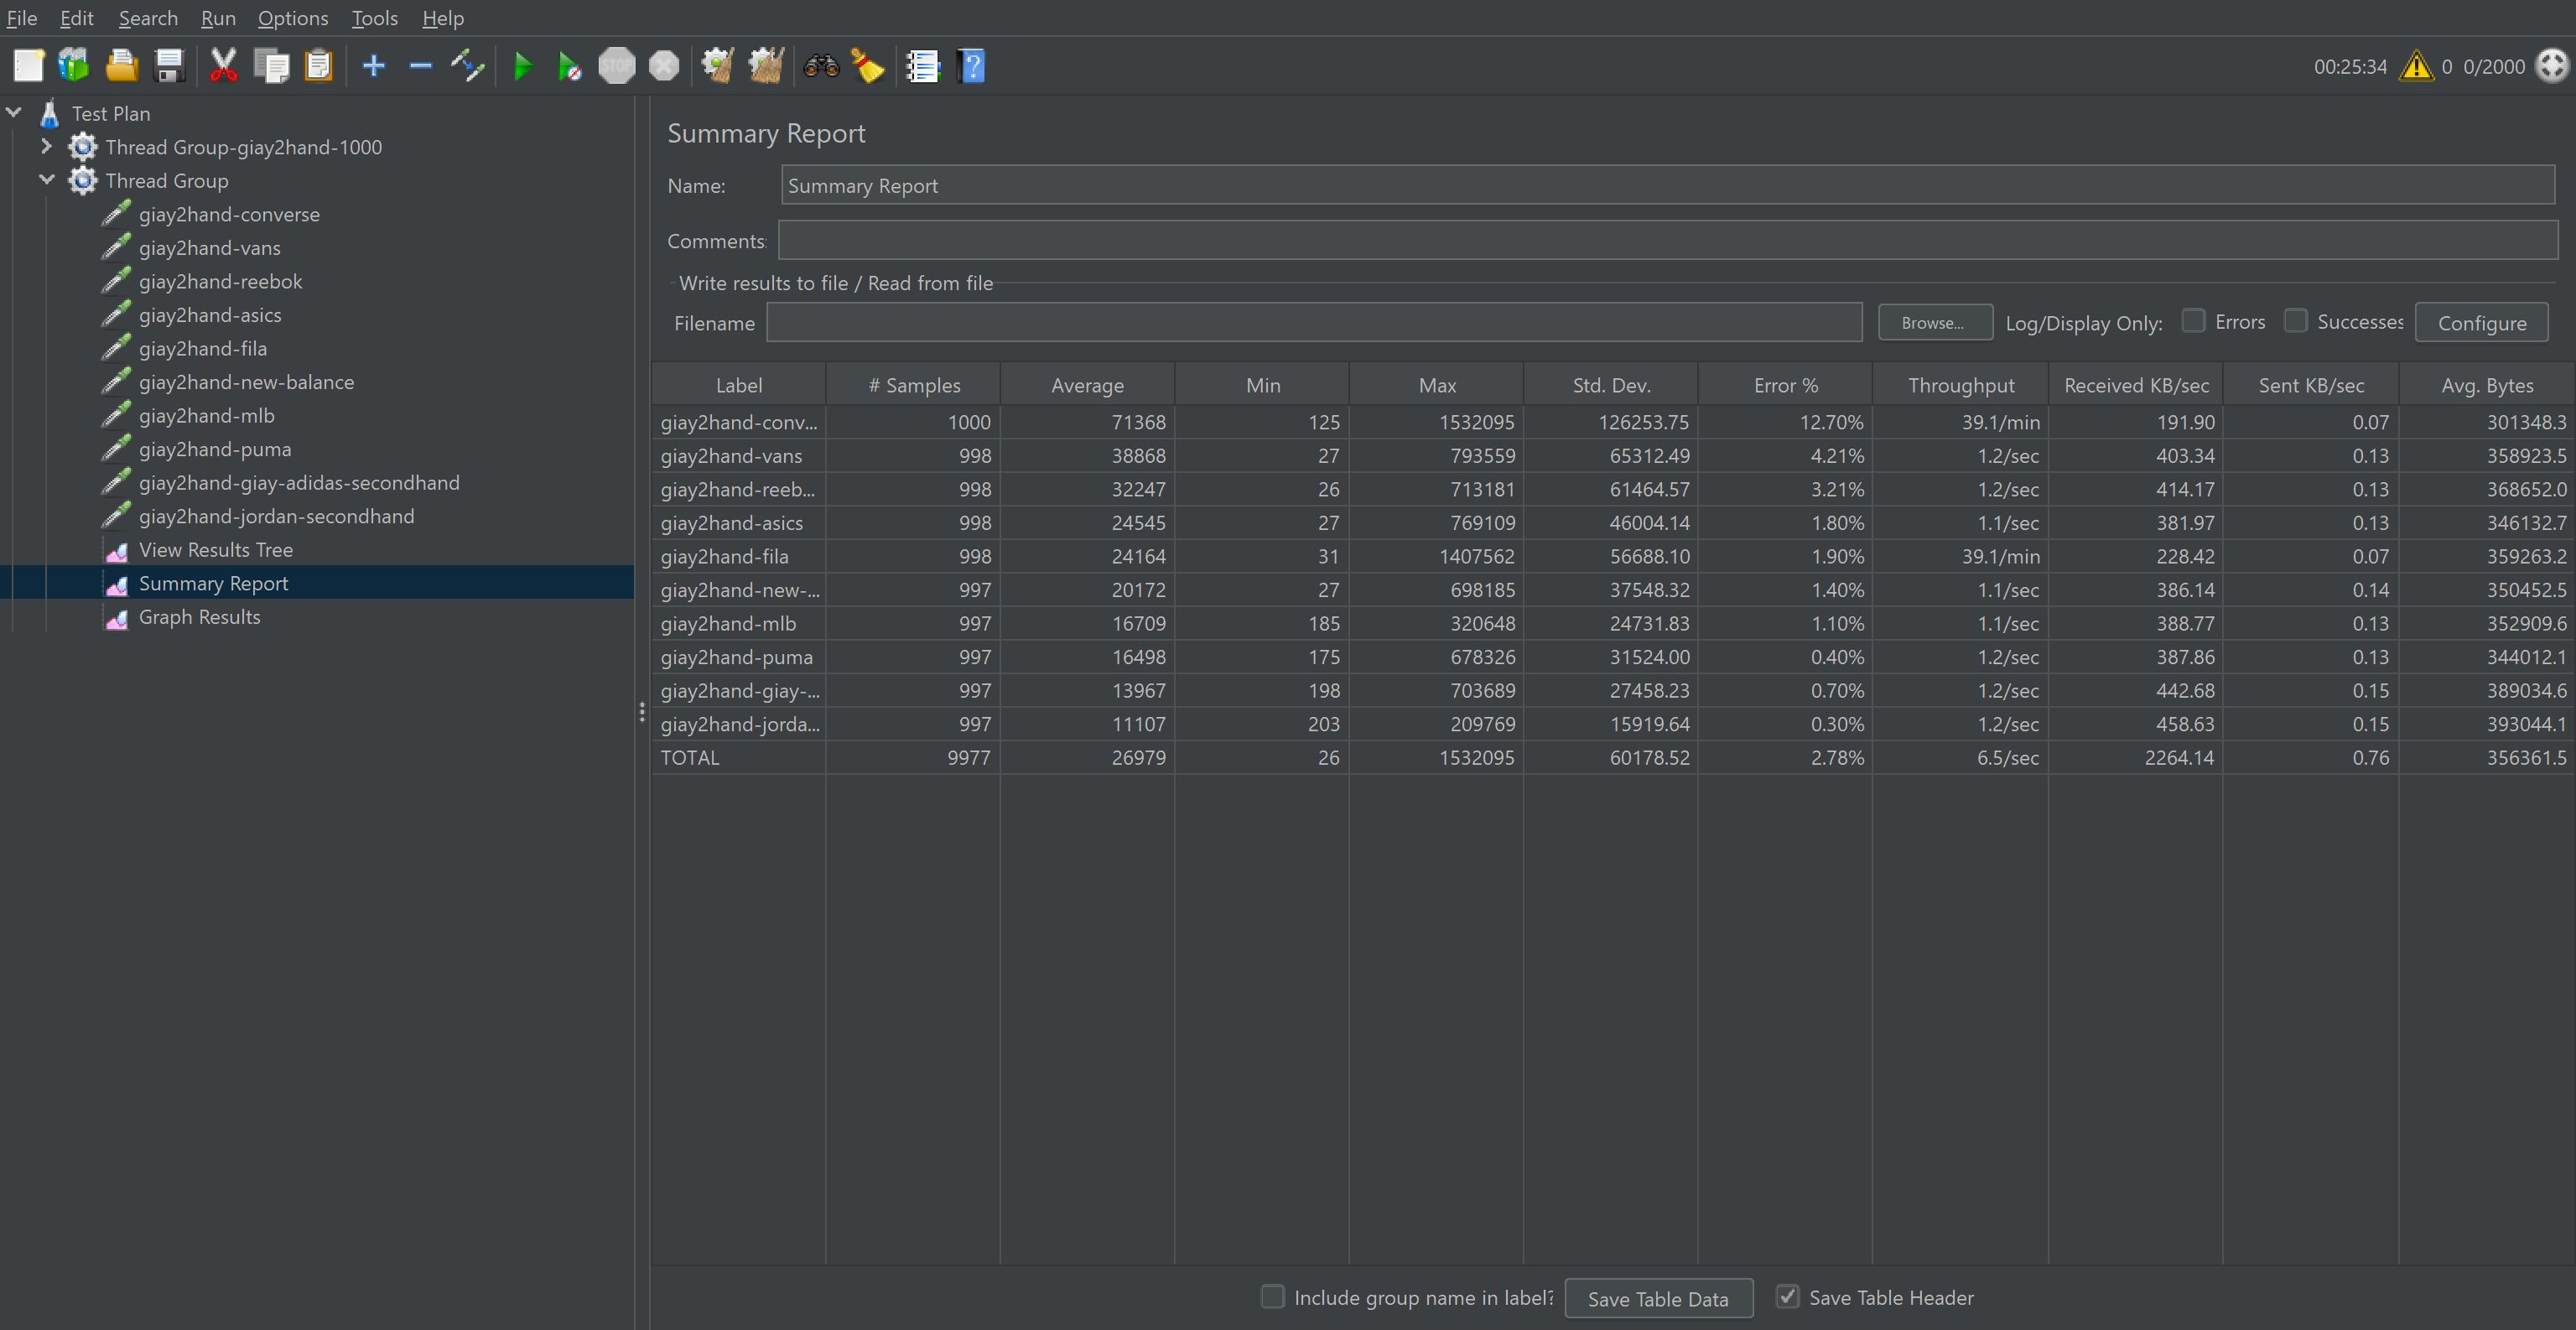 File Edit Search Run Options Tools Help
STOP
00:25:34 0 0/2000
Test Plan
Thread Group-giay2hand-1000
Thread Group
giay2hand-converse
giay2hand-vans
giay2hand-reebok
giay2hand-asics
giay2hand-fila
giay2hand-new-balance
giay2hand-mlb
giay2hand-puma
giay2hand-giay-adidas-secondhand
giay2hand-jordan-secondhand
View Results Tree
Summary Report
Graph Results
Summary Report
Name: Summary Report
Comments:
Write results to file / Read from file
Filename Browse... Log/Display Only: Errors Successes Configure
Label # Samples Average Min Max Std. Dev. Error % Throughput Received KB/sec Sent KB/sec Avg. Bytes
giay2hand-conv... 1000 71368 125 1532095 126253.75 12.70% 39.1/min 191.90 0.07 301348.3
giay2hand-vans 998 38868 27 793559 65312.49 4.21% 1.2/sec 403.34 0.13 358923.5
giay2hand-reeb... 998 32247 26 713181 61464.57 3.21% 1.2/sec 414.17 0.13 368652.0
giay2hand-asics 998 24545 27 769109 46004.14 1.80% 1.1/sec 381.97 0.13 346132.7
giay2hand-fila 998 24164 31 1407562 56688.10 1.90% 39.1/min 228.42 0.07 359263.2
giay2hand-new-... 997 20172 27 698185 37548.32 1.40% 1.1/sec 386.14 0.14 350452.5
giay2hand-mlb 997 16709 185 320648 24731.83 1.10% 1.1/sec 388.77 0.13 352909.6
giay2hand-puma 997 16498 175 678326 31524.00 0.40% 1.2/sec 387.86 0.13 344012.1
giay2hand-giay-... 997 13967 198 703689 27458.23 0.70% 1.2/sec 442.68 0.15 389034.6
giay2hand-jorda... 997 11107 203 209769 15919.64 0.30% 1.2/sec 458.63 0.15 393044.1
TOTAL 9977 26979 26 1532095 60178.52 2.78% 6.5/sec 2264.14 0.76 356361.5
Include group name in label? Save Table Data Save Table Header